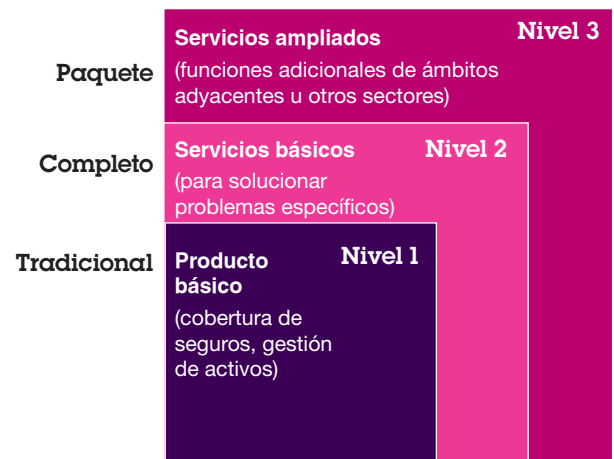 Paquete
Servicios ampliados
Nivel 3
(funciones adicionales de ámbitos
adyacentes u otros sectores)
Completo
Servicios básicos
Nivel 2
(para solucionar
problemas específicos)
Tradicional
Producto
básico
Nivel 1
(cobertura de
seguros, gestión
de activos)